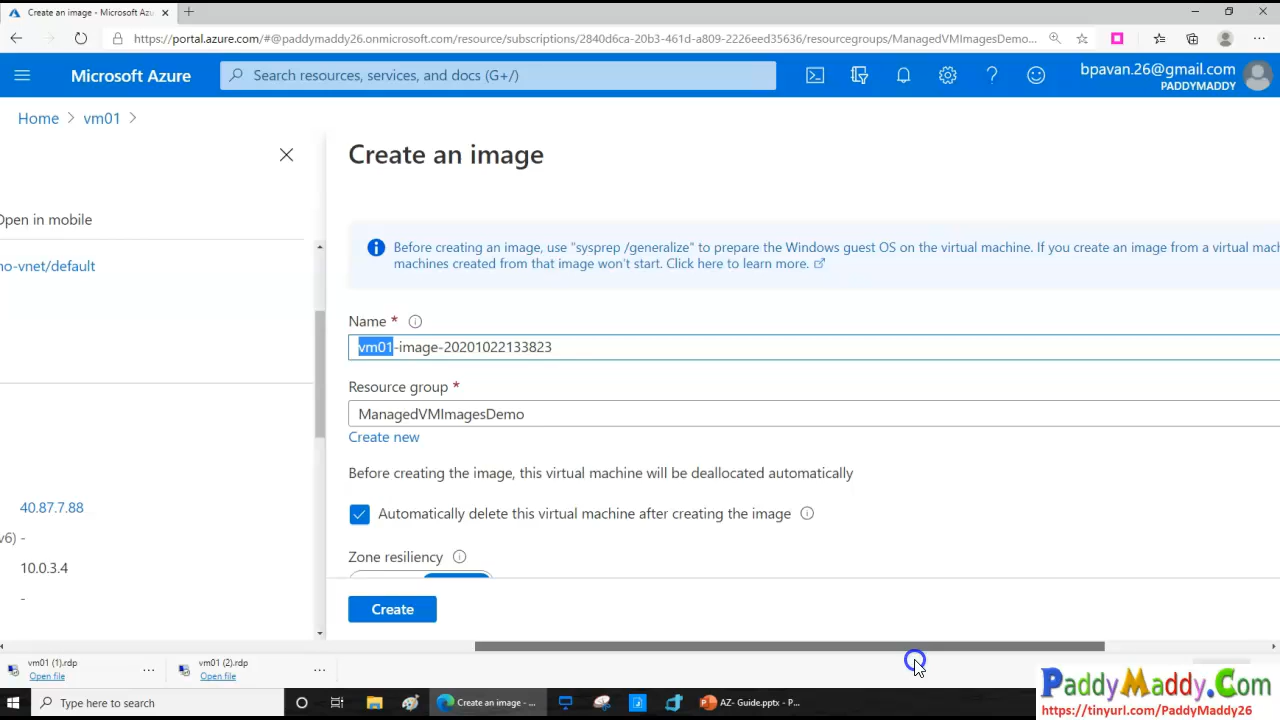 Create an image - Microsoft Azu
https://portal.azure.com/#@paddymaddy26.onmicrosoft.com/resource/subscriptions/2840d6ca-20b3-461d-a809-2226eed35636/resourcegroups/ManagedVMImagesDemo...
Microsoft Azure
Search resources, services, and docs (G+/)
bpavan.26@gmail.com
PADDYMADDY
Home > vm01 >
Create an image
Open in mobile
no-vnet/default
Before creating an image, use "sysprep /generalize" to prepare the Windows guest OS on the virtual machine. If you create an image from a virtual mach
machines created from that image won't start. Click here to learn more.
Name *
vm01-image-20201022133823
Resource group *
ManagedVMImagesDemo
Create new
Before creating the image, this virtual machine will be deallocated automatically
Automatically delete this virtual machine after creating the image
40.87.7.88
v6) -
10.0.3.4
-
Zone resiliency
Create
vm01 (1).rdp
Open file
vm01 (2).rdp
Open file
Type here to search
Create an image - ...
AZ- Guide.pptx - P...
PaddyMaddy.Com
https://tinyurl.com/PaddyMaddy26